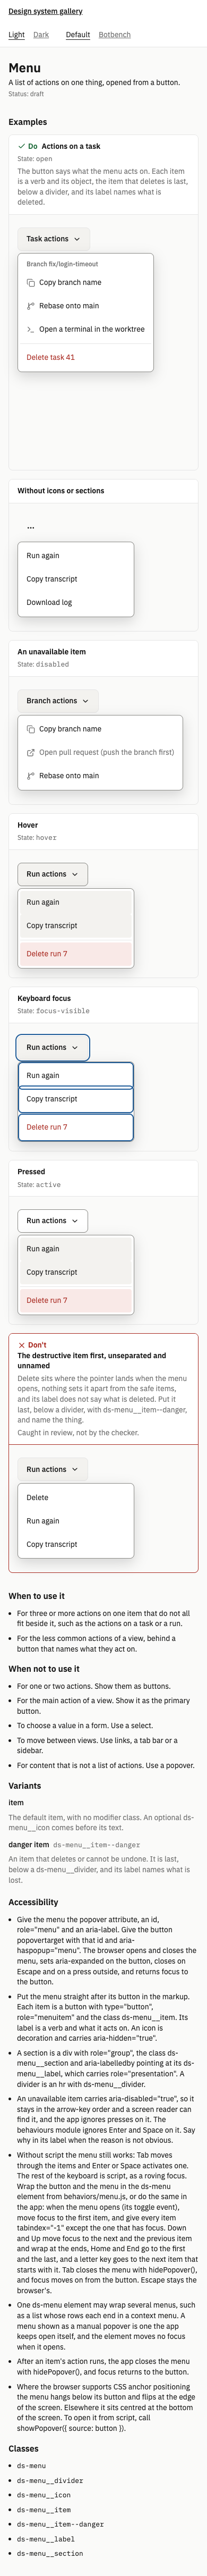 Design system gallery
Light Dark Default Botbench
Menu
A list of actions on one thing, opened from a button.
Status: draft
Examples
Do Actions on a task
State: open
The button says what the menu acts on. Each item
is a verb and its object, the item that deletes is last,
below a divider, and its label names what is
deleted.
Task actions
Branch fix/login-timeout
Copy branch name
Rebase onto main
Open a terminal in the worktree
Delete task 41
Without icons or sections
...
Run again
Copy transcript
Download log
An unavailable item
State: disabled
Branch actions
Copy branch name
Open pull request (push the branch first)
Rebase onto main
Hover
State: hover
Run actions
Run again
Copy transcript
Delete run 7
Keyboard focus
State: focus-visible
Run actions
Run again
Copy transcript
Delete run 7
Pressed
State: active
Run actions
Run again
Copy transcript
Delete run 7
Don't
The destructive item first, unseparated and
unnamed
Delete sits where the pointer lands when the menu
opens, nothing sets it apart from the safe items,
and its label does not say what is deleted. Put it
last, below a divider, with ds-menu__item--danger,
and name the thing.
Caught in review, not by the checker.
Run actions
Delete
Run again
Copy transcript
When to use it
For three or more actions on one item that do not all
fit beside it, such as the actions on a task or a run.
For the less common actions of a view, behind a
button that names what they act on.
When not to use it
For one or two actions. Show them as buttons.
For the main action of a view. Show it as the primary
button.
To choose a value in a form. Use a select.
To move between views. Use links, a tab bar or a
sidebar.
For content that is not a list of actions. Use a popover.
Variants
item
The default item, with no modifier class. An optional ds-
menu__icon comes before its text.
danger item ds-menu__item--danger
An item that deletes or cannot be undone. It is last,
below a ds-menu__divider, and its label names what is
lost.
Accessibility
Give the menu the popover attribute, an id,
role="menu" and an aria-label. Give the button
popovertarget with that id and aria-
haspopup="menu". The browser opens and closes the
menu, sets aria-expanded on the button, closes on
Escape and on a press outside, and returns focus to
the button.
Put the menu straight after its button in the markup.
Each item is a button with type="button",
role="menuitem" and the class ds-menu__item. Its
label is a verb and what it acts on. An icon is
decoration and carries aria-hidden="true".
A section is a div with role="group", the class ds-
menu__section and aria-labelledby pointing at its ds-
menu__label, which carries role="presentation". A
divider is an hr with ds-menu__divider.
An unavailable item carries aria-disabled="true", so it
stays in the arrow-key order and a screen reader can
find it, and the app ignores presses on it. The
behaviours module ignores Enter and Space on it. Say
why in its label when the reason is not obvious.
Without script the menu still works: Tab moves
through the items and Enter or Space activates one.
The rest of the keyboard is script, as a roving focus.
Wrap the button and the menu in the ds-menu
element from behaviors/menu.js, or do the same in
the app: when the menu opens (its toggle event),
move focus to the first item, and give every item
tabindex="-1" except the one that has focus. Down
and Up move focus to the next and the previous item
and wrap at the ends, Home and End go to the first
and the last, and a letter key goes to the next item that
starts with it. Tab closes the menu with hidePopover(),
and focus moves on from the button. Escape stays the
browser's.
One ds-menu element may wrap several menus, such
as a list whose rows each end in a context menu. A
menu shown as a manual popover is one the app
keeps open itself, and the element moves no focus
when it opens.
After an item's action runs, the app closes the menu
with hidePopover(), and focus returns to the button.
Where the browser supports CSS anchor positioning
the menu hangs below its button and flips at the edge
of the screen. Elsewhere it sits centred at the bottom
of the screen. To open it from script, call
showPopover({ source: button }).
Classes
ds-menu
ds-menu__divider
ds-menu__icon
ds-menu__item
ds-menu__item--danger
ds-menu__label
ds-menu__section